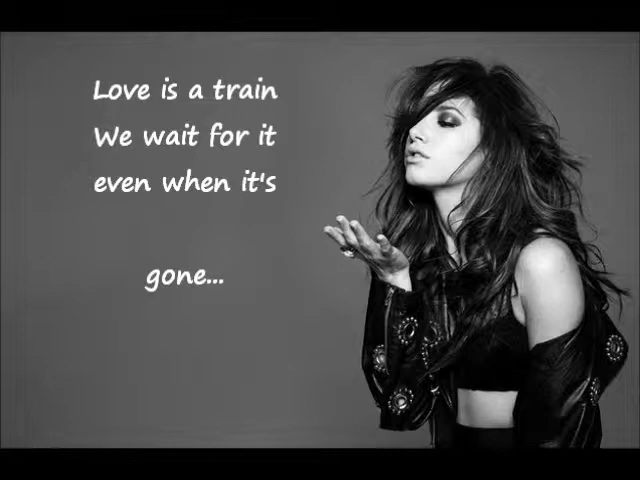 Love is a train
We wait for it
even when it's
gone...